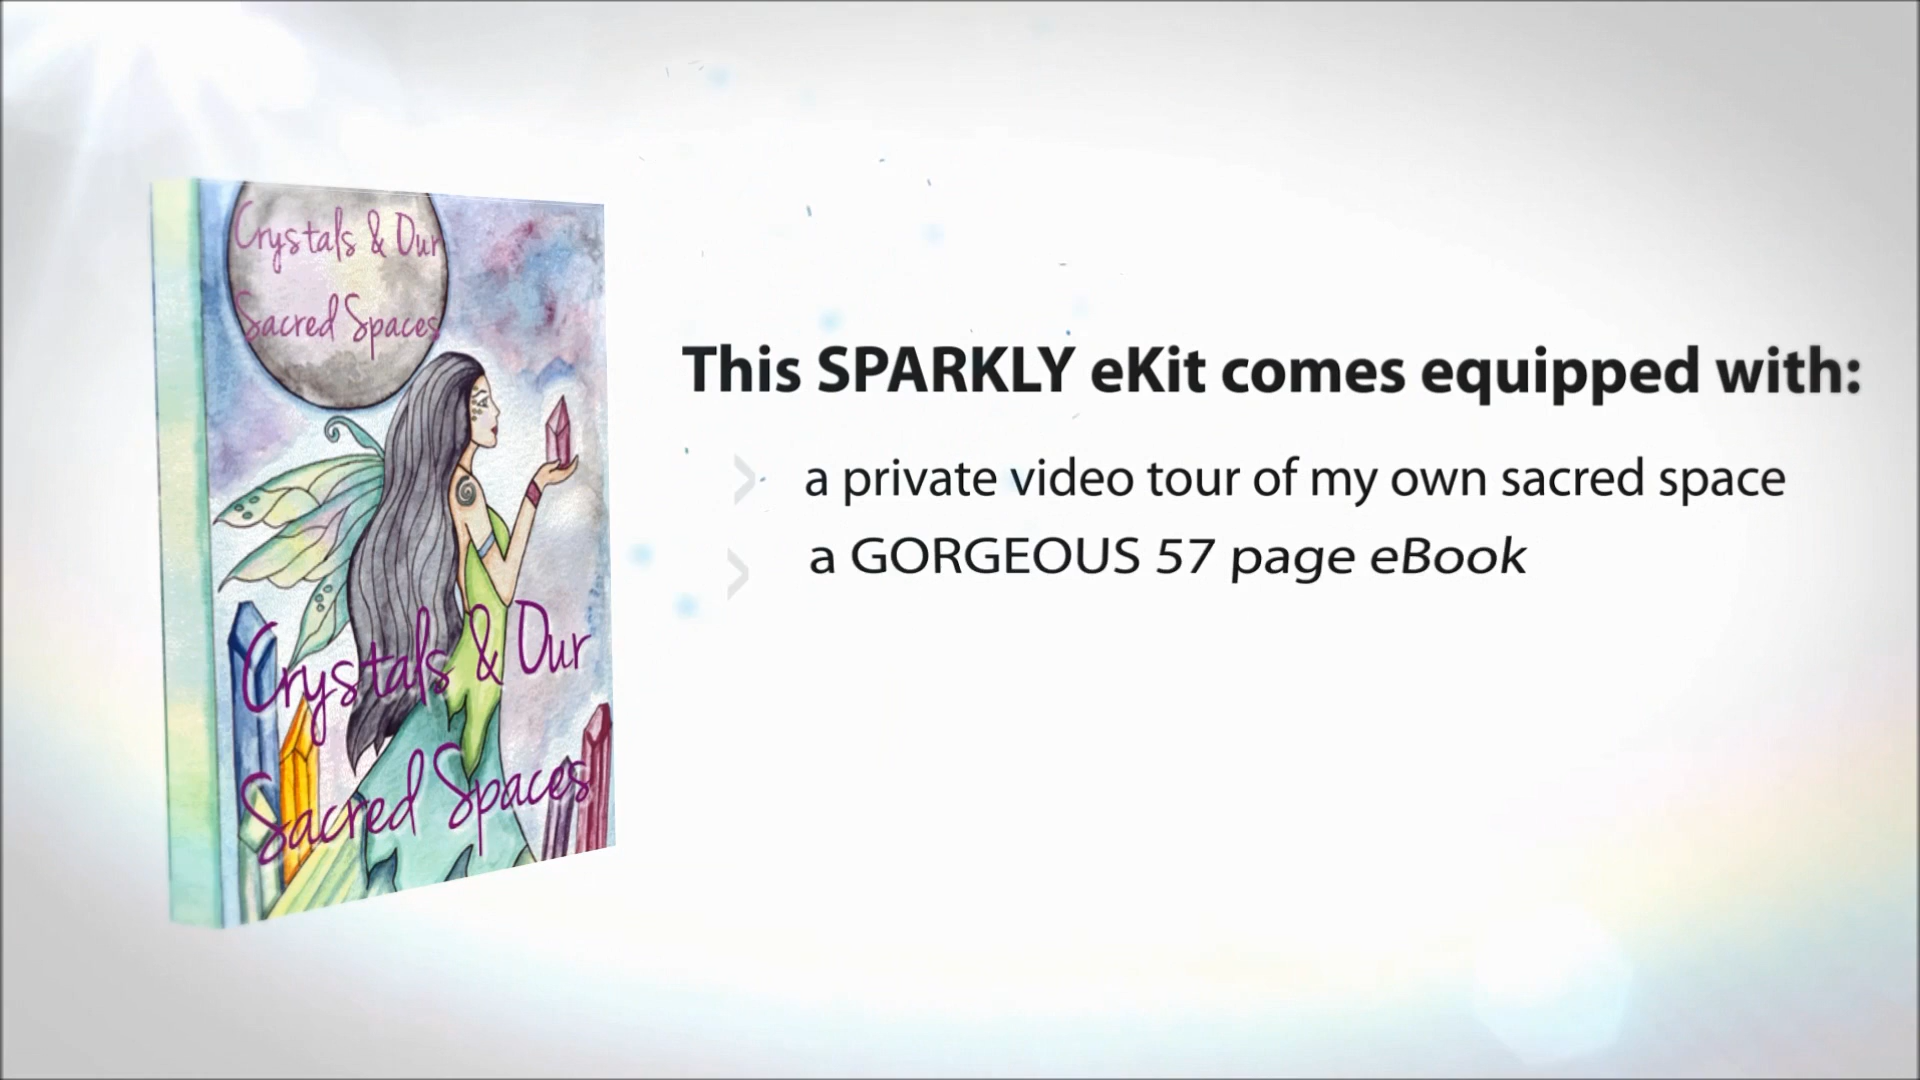 Crystals & Our
Sacred Spaces
Crystals & Our
Sacred Spaces
This SPARKLY eKit comes equipped with:
a private video tour of my own sacred space
a GORGEOUS 57 page eBook